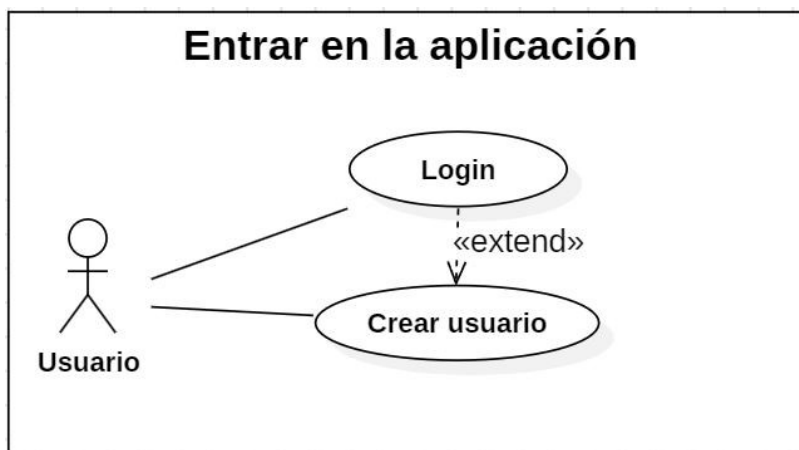 Entrar en la aplicación
Login
«extend»
Crear usuario
Usuario